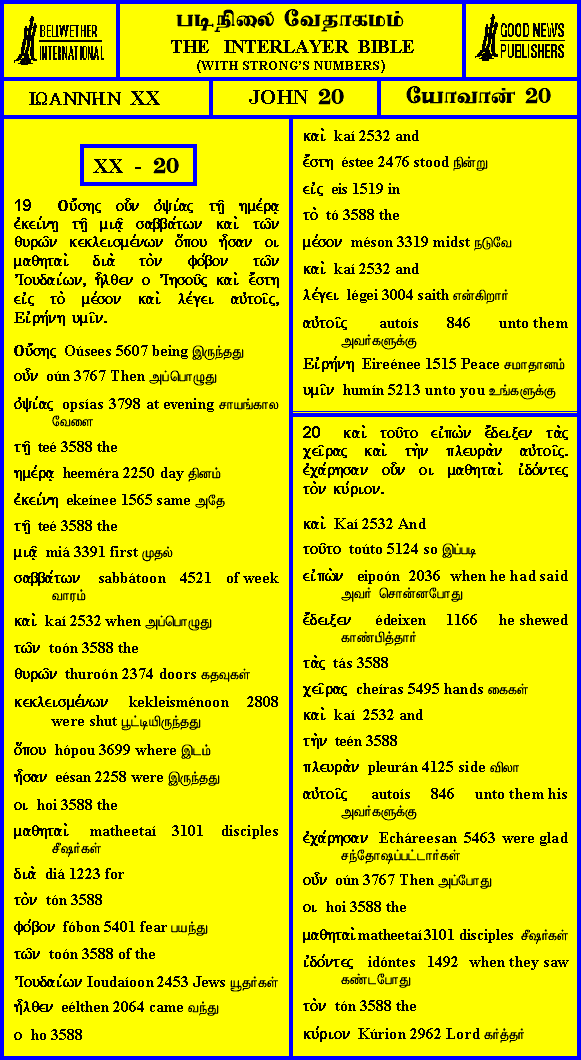 BELLWETHER
INTERNATIONAL
படிநிலை வேதாகமம்
THE INTERLAYER BIBLE
(WITH STRONG'S NUMBERS)
GOOD NEWS
PUBLISHERS
ΙΩΑΝΝΗΝ XX
JOHN 20
யோவான் 20
XX - 20
19 Οὔσης οὖν ὀψίας τῇ ημέρᾳ
ἐκείνῃ τῇ μιᾷ σαββάτων καὶ τῶν
θυρῶν κεκλεισμένων ὅπου ἦσαν οι
μαθηταὶ διὰ τὸν φόβον τῶν
Ἰουδαίων, ἦλθεν ο Ἰησοῦς καὶ ἔστη
εἰς τὸ μέσον καὶ λέγει αὐτοῖς,
Εἰρήνη υμῖν.
Οὔσης Oúsees 5607 being இருந்தது
οὖν oún 3767 Then அப்பொழுது
ὀψίας opsías 3798 at evening சாயங்கால
வேளை
τῇ teé 3588 the
ημέρᾳ heeméra 2250 day தினம்
ἐκείνῃ ekeínee 1565 same அதே
τῇ teé 3588 the
μιᾷ miá 3391 first முதல்
σαββάτων sabbátoon 4521 of week
வாரம்
καὶ kaí 2532 when அப்பொழுது
τῶν toón 3588 the
θυρῶν thuroón 2374 doors கதவுகள்
κεκλεισμένων kekleisménoon 2808
were shut பூட்டியிருந்தது
ὅπου hópou 3699 where இடம்
ἦσαν eésan 2258 were இருந்தது
οι hoi 3588 the
μαθηταὶ matheetaí 3101 disciples
சீஷர்கள்
διὰ díá 1223 for
τὸν tón 3588
φόβον fóbon 5401 fear பயந்து
τῶν toón 3588 of the
Ἰουδαίων Ioudaíoon 2453 Jews யூதர்கள்
ἦλθεν eélthen 2064 came வந்து
ο ho 3588
καὶ kaí 2532 and
ἔστη éstee 2476 stood நின்று
εἰς eis 1519 in
τὸ tó 3588 the
μέσον méson 3319 midst நடுவே
καὶ kaí 2532 and
λέγει légei 3004 saith என்கிறார்
αὐτοῖς autoís 846 unto them
அவர்களுக்கு
Εἰρήνη Eireénee 1515 Peace சமாதானம்
υμῖν humín 5213 unto you உங்களுக்கு
20 καὶ τοῦτο εἰπὼν ἔδειξεν τὰς
χεῖρας καὶ τὴν πλευρὰν αὐτοῖς.
ἐχάρησαν οὖν οι μαθηταὶ ἰδόντες
τὸν κύριον.
καὶ Kaí 2532 And
τοῦτο toúto 5124 so இப்படி
εἰπὼν eipoón 2036 when he had said
அவர் சொன்னபோது
ἔδειξεν édeixen 1166 he shewed
காண்பித்தார்
τὰς tás 3588
χεῖρας cheíras 5495 hands கைகள்
καὶ kaí 2532 and
τὴν teén 3588
πλευρὰν pleurán 4125 side விலா
αὐτοῖς autoís 846 unto them his
அவர்களுக்கு
ἐχάρησαν Echáreesan 5463 were glad
சந்தோஷப்பட்டார்கள்
οὖν oún 3767 Then அப்போது
οι hoi 3588 the
μαθηταὶ matheetaí 3101 disciples சீஷர்கள்
ἰδόντες idóntes 1492 when they saw
கண்டபோது
τὸν tón 3588 the
κύριον Kúrion 2962 Lord கர்த்தர்